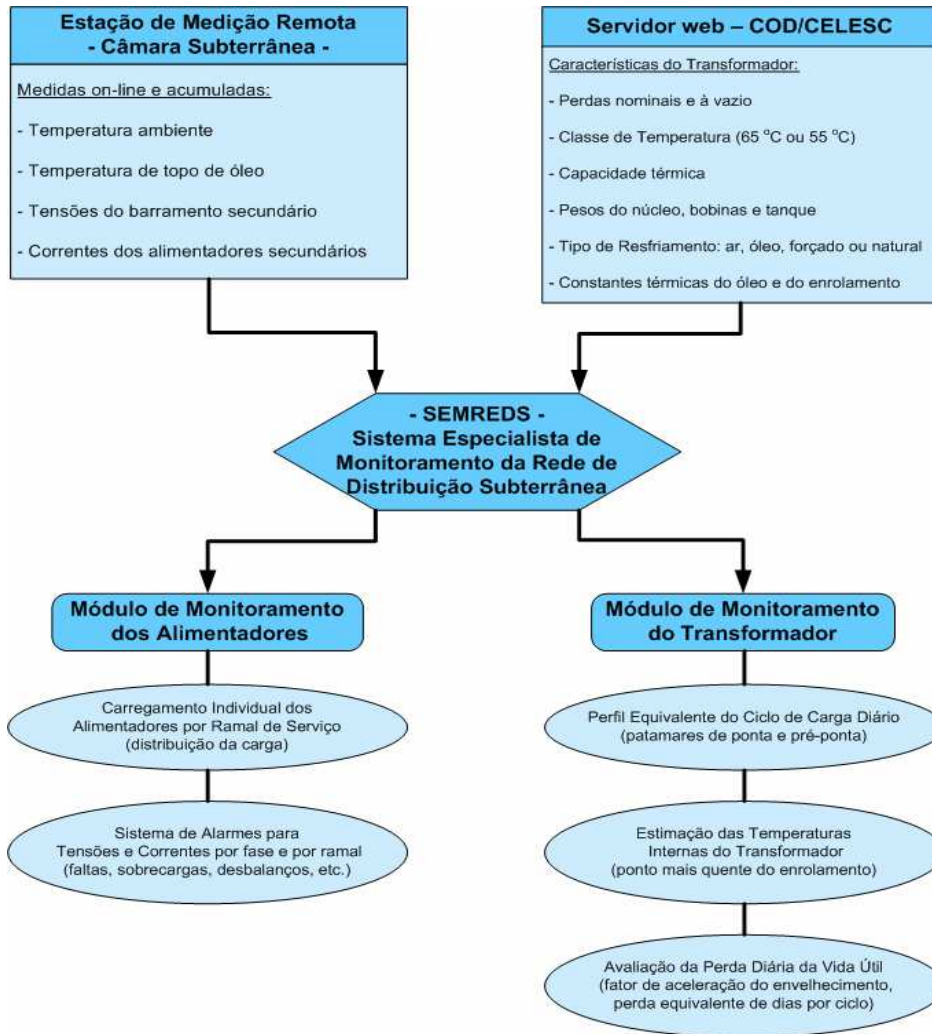 Estação de Medição Remota
- Câmara Subterrânea -
Medidas on-line e acumuladas:
- Temperatura ambiente
- Temperatura de topo de óleo
- Tensões do barramento secundário
- Correntes dos alimentadores secundários
Servidor web – COD/CELESC
Características do Transformador:
- Perdas nominais e à vazio
- Classe de Temperatura (65 °C ou 55 °C)
- Capacidade térmica
- Pesos do núcleo, bobinas e tanque
- Tipo de Resfriamento: ar, óleo, forçado ou natural
- Constantes térmicas do óleo e do enrolamento
- SEMREDS -
Sistema Especialista de
Monitoramento da Rede de
Distribuição Subterrânea
Módulo de Monitoramento
dos Alimentadores
Carregamento Individual dos
Alimentadores por Ramal de Serviço
(distribuição da carga)
Sistema de Alarmes para
Tensões e Correntes por fase e por ramal
(faltas, sobrecargas, desbalanços, etc.)
Módulo de Monitoramento
do Transformador
Perfil Equivalente do Ciclo de Carga Diário
(patamares de ponta e pré-ponta)
Estimação das Temperaturas
Internas do Transformador
(ponto mais quente do enrolamento)
Avaliação da Perda Diária da Vida Útil
(fator de aceleração do envelhecimento,
perda equivalente de dias por ciclo)